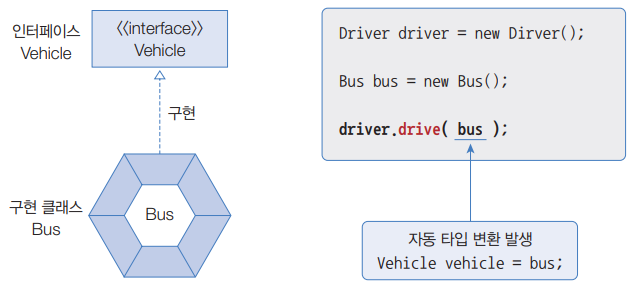 인터페이스
Vehicle
《interface》
Vehicle
구현
구현 클래스
Bus
Bus
Driver driver = new Dirver();
Bus bus = new Bus();
driver.drive( bus );
자동 타입 변환 발생
Vehicle vehicle = bus;